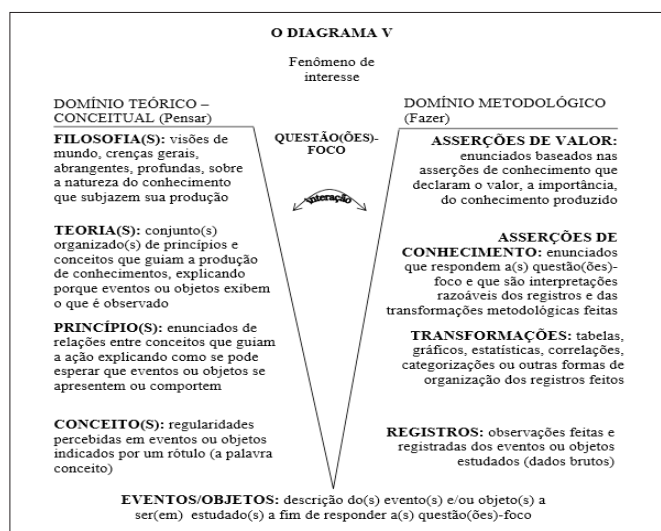 O DIAGRAMA V
Fenômeno de
interesse
DOMÍNIO TEÓRICO –
CONCEITUAL (Pensar)
FILOSOFIA(S): visões de
mundo, crenças gerais,
abrangentes, profundas, sobre
a natureza do conhecimento
que subjazem sua produção
TEORIA(S): conjunto(s)
organizado(s) de princípios e
conceitos que guiam a produção
de conhecimentos, explicando
porque eventos ou objetos exibem
o que é observado
PRINCÍPIO(S): enunciados de
relações entre conceitos que guiam
a ação explicando como se pode
esperar que eventos ou objetos se
apresentem ou comportem
CONCEITO(S): regularidades
percebidas em eventos ou objetos
indicados por um rótulo (a palavra
conceito)
QUESTÃO(ÕES)-
FOCO
interação
DOMÍNIO METODOLÓGICO
(Fazer)
ASSERÇÕES DE VALOR:
enunciados baseados nas
asserções de conhecimento que
declaram o valor, a importância,
do conhecimento produzido
ASSERÇÕES DE
CONHECIMENTO: enunciados
que respondem a(s) questão(ões)-
foco e que são interpretações
razoáveis dos registros e das
transformações metodológicas feitas
TRANSFORMAÇÕES: tabelas,
gráficos, estatísticas, correlações,
categorizações ou outras formas de
organização dos registros feitos
REGISTROS: observações feitas e
registradas dos eventos ou objetos
estudados (dados brutos)
EVENTOS/OBJETOS: descrição do(s) evento(s) e/ou objeto(s) a
ser(em) estudado(s) a fim de responder a(s) questão(ões)-foco